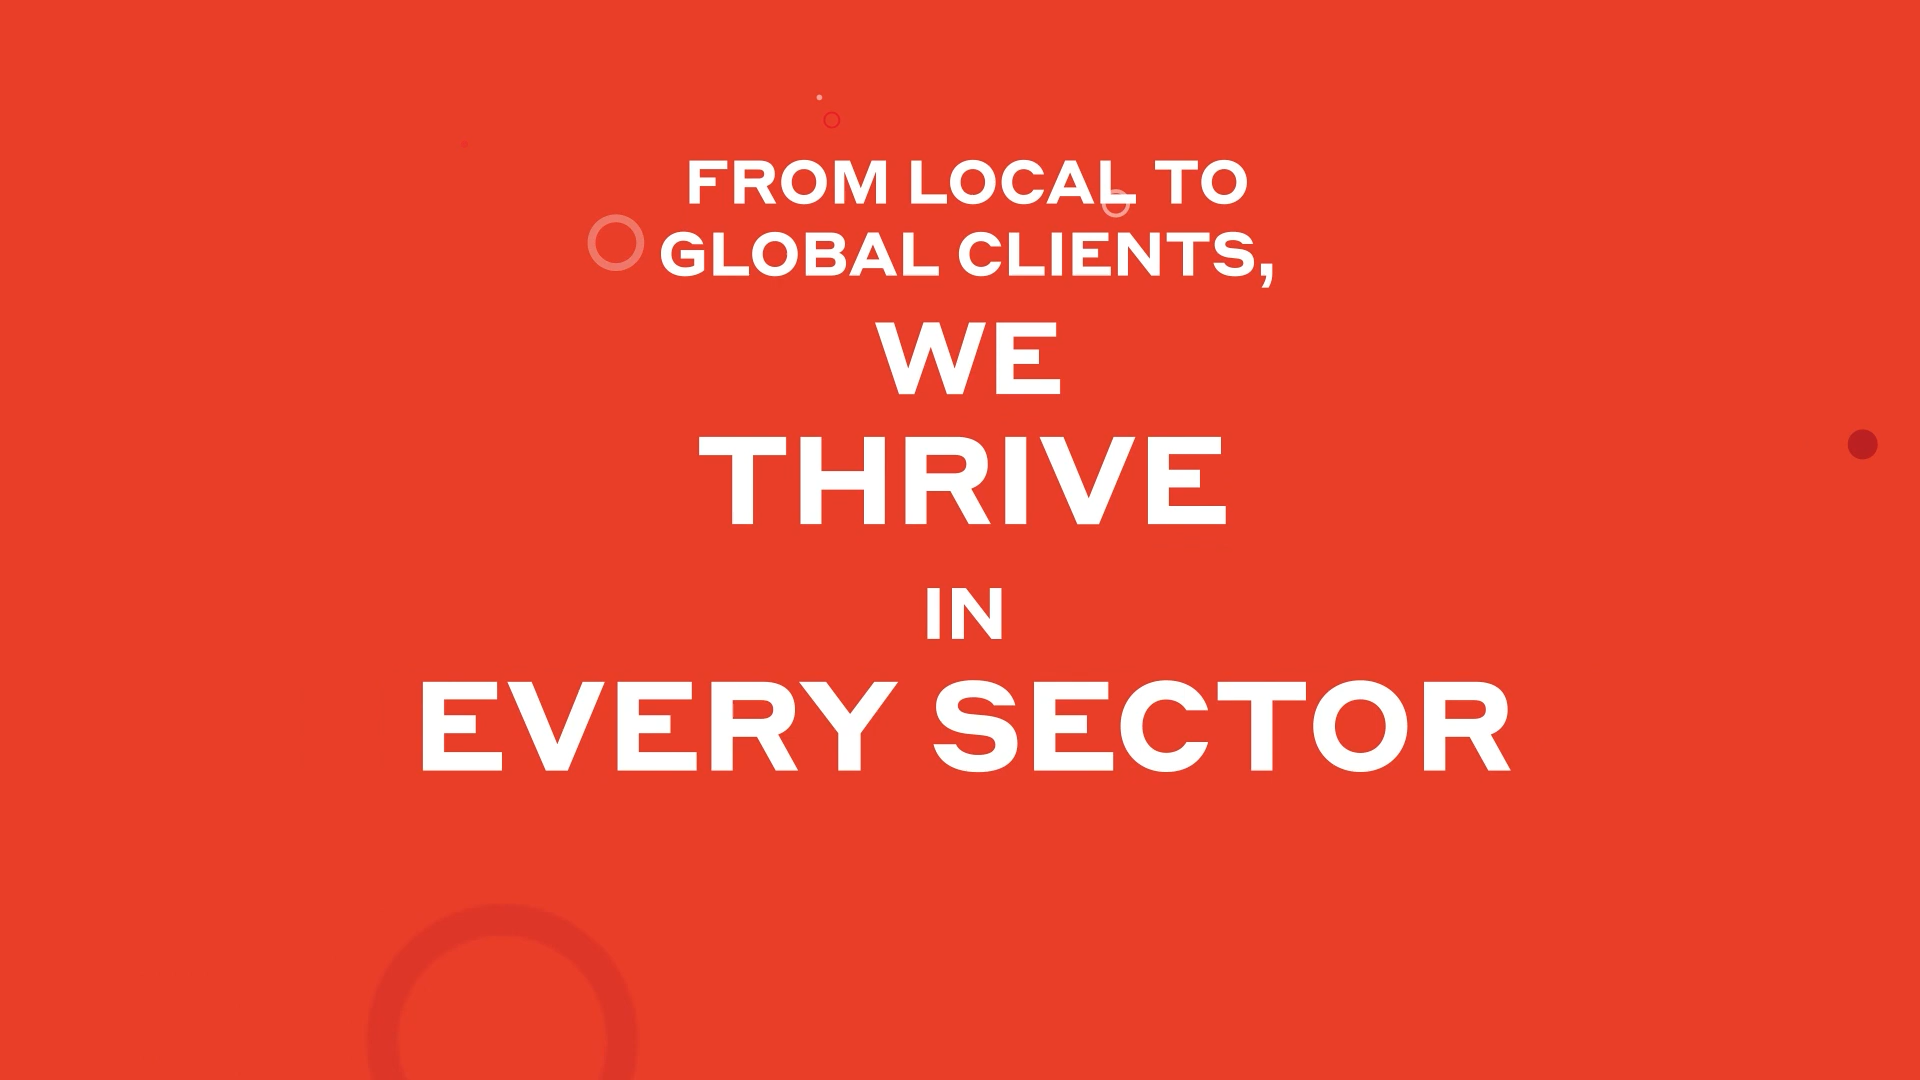 FROM LOCAL TO
GLOBAL CLIENTS,
WE
THRIVE
IN
EVERY SECTOR